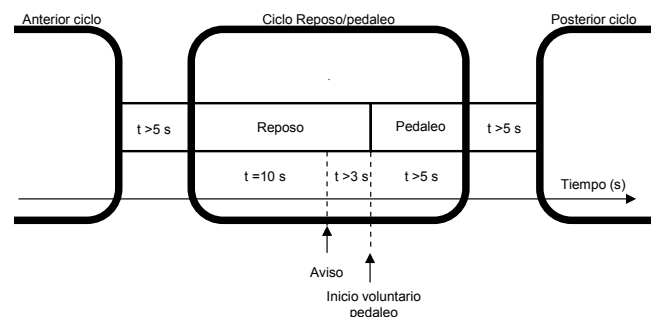 Anterior ciclo
Ciclo Reposo/pedaleo
Posterior ciclo
t >5 s
Reposo
Pedaleo
t >5 s
t =10 s
t >3 s
t >5 s
Tiempo (s)
Aviso
Inicio voluntario
pedaleo